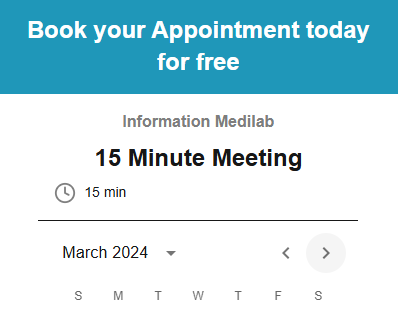 Book your Appointment today
for free
Information Medilab
15 Minute Meeting
15 min
March 2024
S M T W T F S